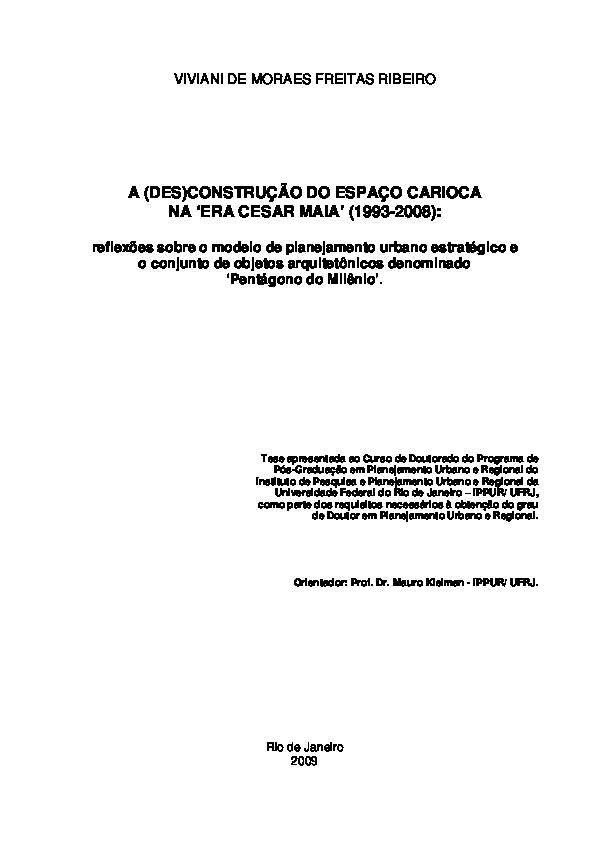 VIVIANI DE MORAES FREITAS RIBEIRO
A (DES)CONSTRUÇÃO DO ESPAÇO CARIOCA
NA ‘ERA CESAR MAIA’ (1993-2008):
reflexões sobre o modelo de planejamento urbano estratégico e
o conjunto de objetos arquitetônicos denominado
‘Pentágono do Milênio’.
Tese apresentada ao Curso de Doutorado do Programa de
Pós-Graduação em Planejamento Urbano e Regional do
Instituto de Pesquisa e Planejamento Urbano e Regional da
Universidade Federal do Rio de Janeiro – IPPUR/ UFRJ,
como parte dos requisitos necessários à obtenção do grau
de Doutor em Planejamento Urbano e Regional.
Orientador: Prof. Dr. Mauro Kleiman - IPPUR/ UFRJ.
Rio de Janeiro
2009